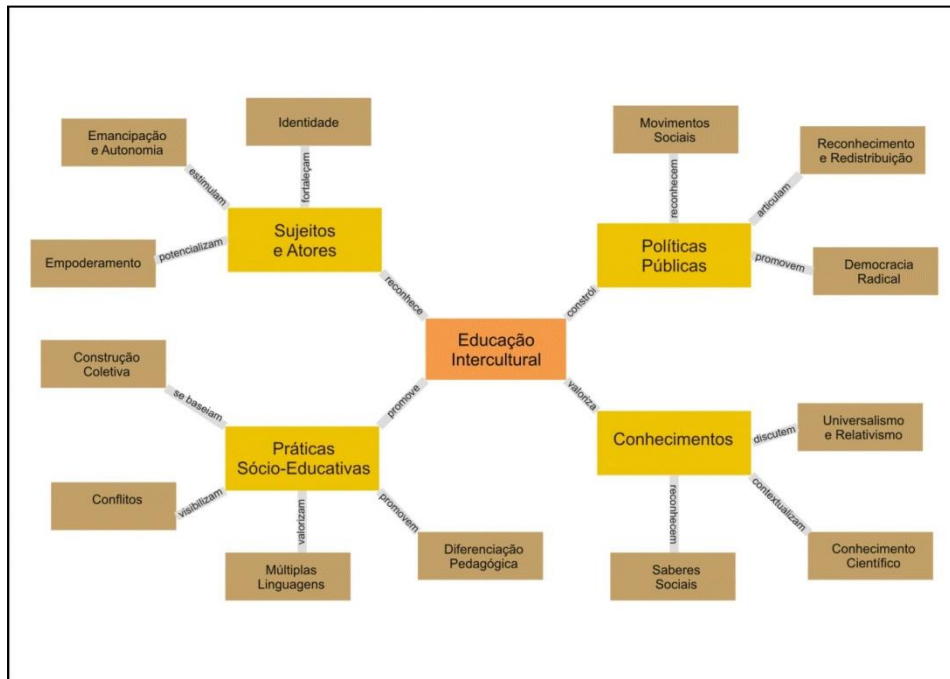 Identidade
Emancipação
e Autonomia
fortaleçam
estimulam
Sujeitos
e Atores
potencializam
Empoderamento
reconhece
Movimentos
Sociais
Reconhecimento
e Redistribuição
reconhecem
articulam
Políticas
Públicas
promovem
Democracia
Radical
constrói
Educação
Intercultural
Construção
Coletiva
se baseiam
promove
Práticas
Sócio-Educativas
Conflitos
visibilizam
valorizam
promovem
Múltiplas
Linguagens
Diferenciação
Pedagógica
valoriza
Conhecimentos
discutem
Universalismo
e Relativismo
reconhecem
contextualizam
Saberes
Sociais
Conhecimento
Científico